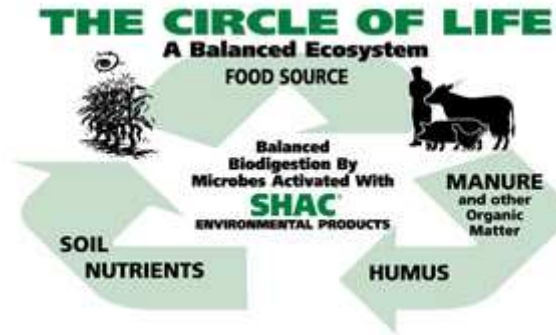 THE CIRCLE OF LIFE
A Balanced Ecosystem
FOOD SOURCE
Balanced
Biodigestion By
Microbes Activated With
SHAC®
ENVIRONMENTAL PRODUCTS
MANURE
and other
Organic
Matter
HUMUS
SOIL
NUTRIENTS